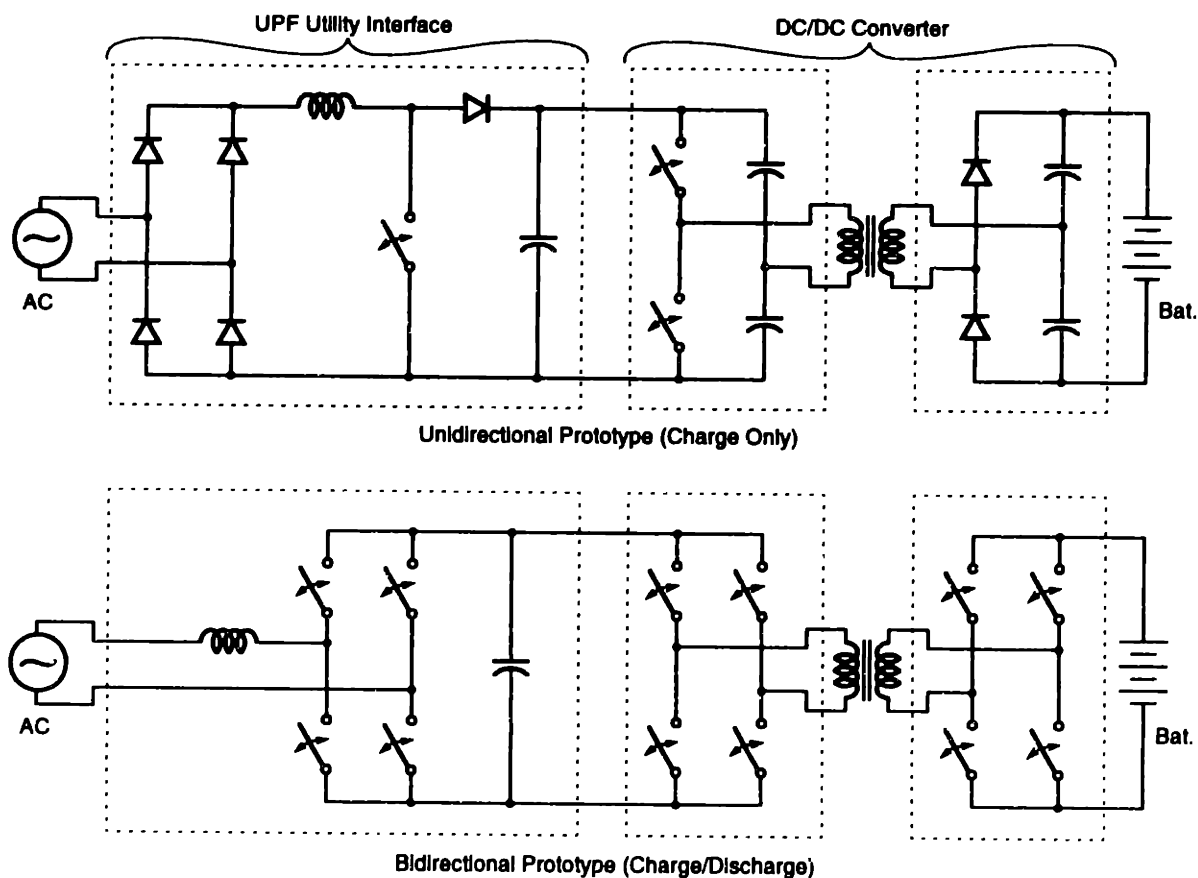 UPF Utility Interface
DC/DC Converter
AC
Bat.
Unidirectional Prototype (Charge Only)
AC
Bat.
Bidirectional Prototype (Charge/Discharge)